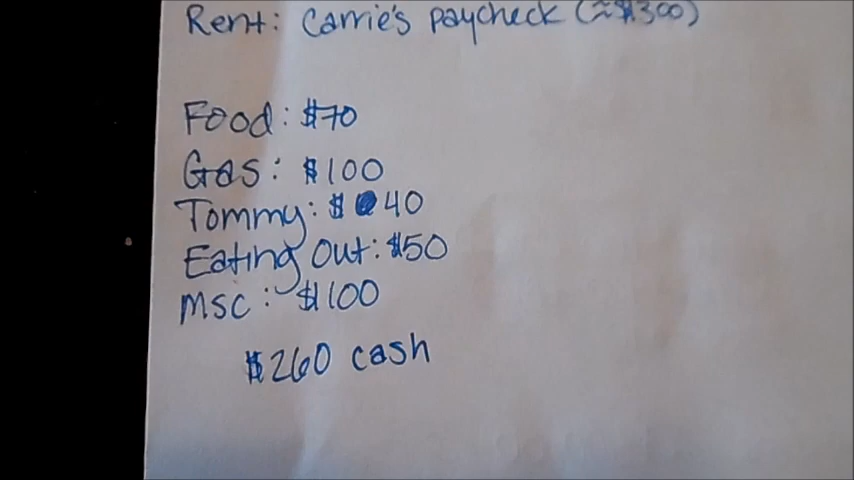 Rent: Carrie's paycheck (≈$300)
Food: $70
Gas: $100
Tommy: $ 40
Eating Out: $50
msc: $100
$260 cash